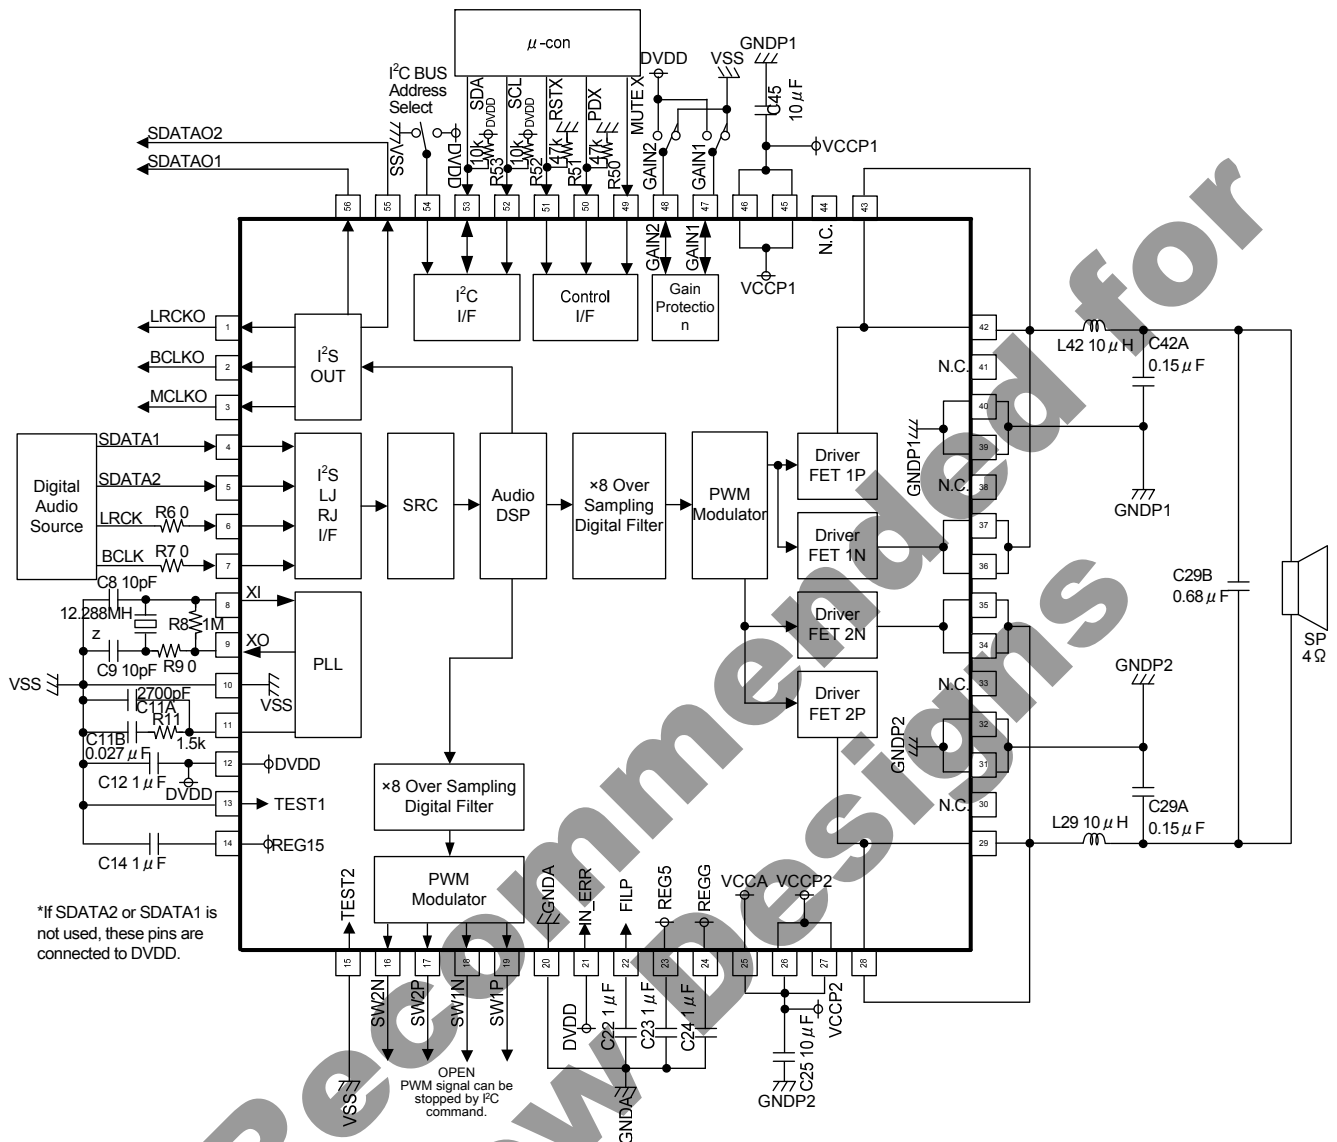 μ-con
GNDP1
I²C BUS
Address
Select
SDA
DVDD
SCL
DVDD
RSTX
PDX
MUTE X
DVDD
VSS
C45
10μF
VCCP1
SDATAO2
SDATAO1
VSS
DVDD
10k
R53
10k
R52
47k
R51
47k
R50
GAIN2
GAIN1
56
55
54
53
52
51
50
49
48
47
46
45
44
43
GAIN2
GAIN1
N.C.
VCCP1
I²C
I/F
Control
I/F
Gain
Protectio
n
LRCKO
1
BCLKO
2
MCLKO
3
I²S
OUT
42
N.C.
41
40
39
N.C.
38
37
36
35
34
N.C.
33
32
31
N.C.
30
29
GNDP1
GNDP2
L42 10μH
C42A
0.15μF
GNDP1
C29B
0.68μF
SP
4Ω
GNDP2
C29A
0.15μF
L29 10μH
Digital
Audio
Source
SDATA1
4
SDATA2
5
LRCK
R6 0
6
BCLK
R7 0
7
I²S
LJ
RJ
I/F
SRC
Audio
DSP
×8 Over
Sampling
Digital Filter
PWM
Modulator
Driver
FET 1P
Driver
FET 1N
Driver
FET 2N
Driver
FET 2P
C8 10pF
XI
8
12.288MH
z
R8
1M
XO
9
C9 10pF
R9 0
PLL
VSS
10
VSS
2700pF
C11A
R11
11
C11B
0.027μF
1.5k
12
DVDD
C12 1μF
DVDD
13
TEST1
14
REG15
C14 1μF
×8 Over Sampling
Digital Filter
PWM
Modulator
*If SDATA2 or SDATA1 is
not used, these pins are
connected to DVDD.
TEST2
GNDA
IN_ERR
FILP
REG5
REGG
VCCA
VCCP2
15
16
17
18
19
20
21
22
23
24
25
26
27
28
SW2N
SW2P
SW1N
SW1P
DVDD
C22 1μF
C23 1μF
C24 1μF
VCCP2
C25 10μF
GNDP2
VSS
OPEN
PWM signal can be
stopped by I²C
command.
GNDA
Recommended for
New Designs